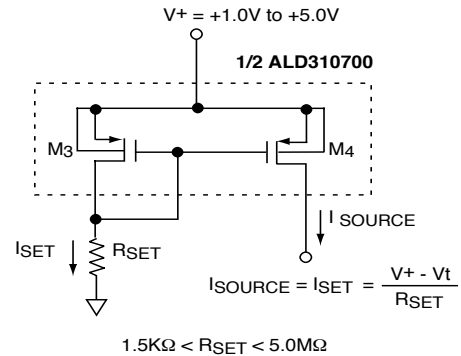 V+ = +1.0V to +5.0V
1/2 ALD310700
M3
M4
ISET
RSET
I SOURCE
ISOURCE = ISET = V+ - Vt
RSET
1.5KΩ < RSET < 5.0MΩ